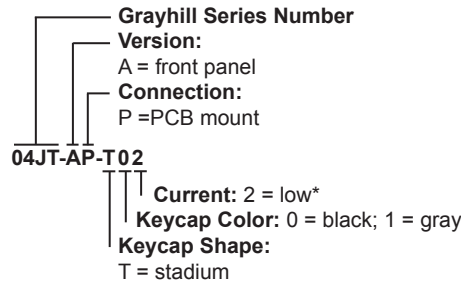 Grayhill Series Number
Version:
A = front panel
Connection:
P =PCB mount
04JT-AP-T02
Current: 2 = low*
Keycap Color: 0 = black; 1 = gray
Keycap Shape:
T = stadium